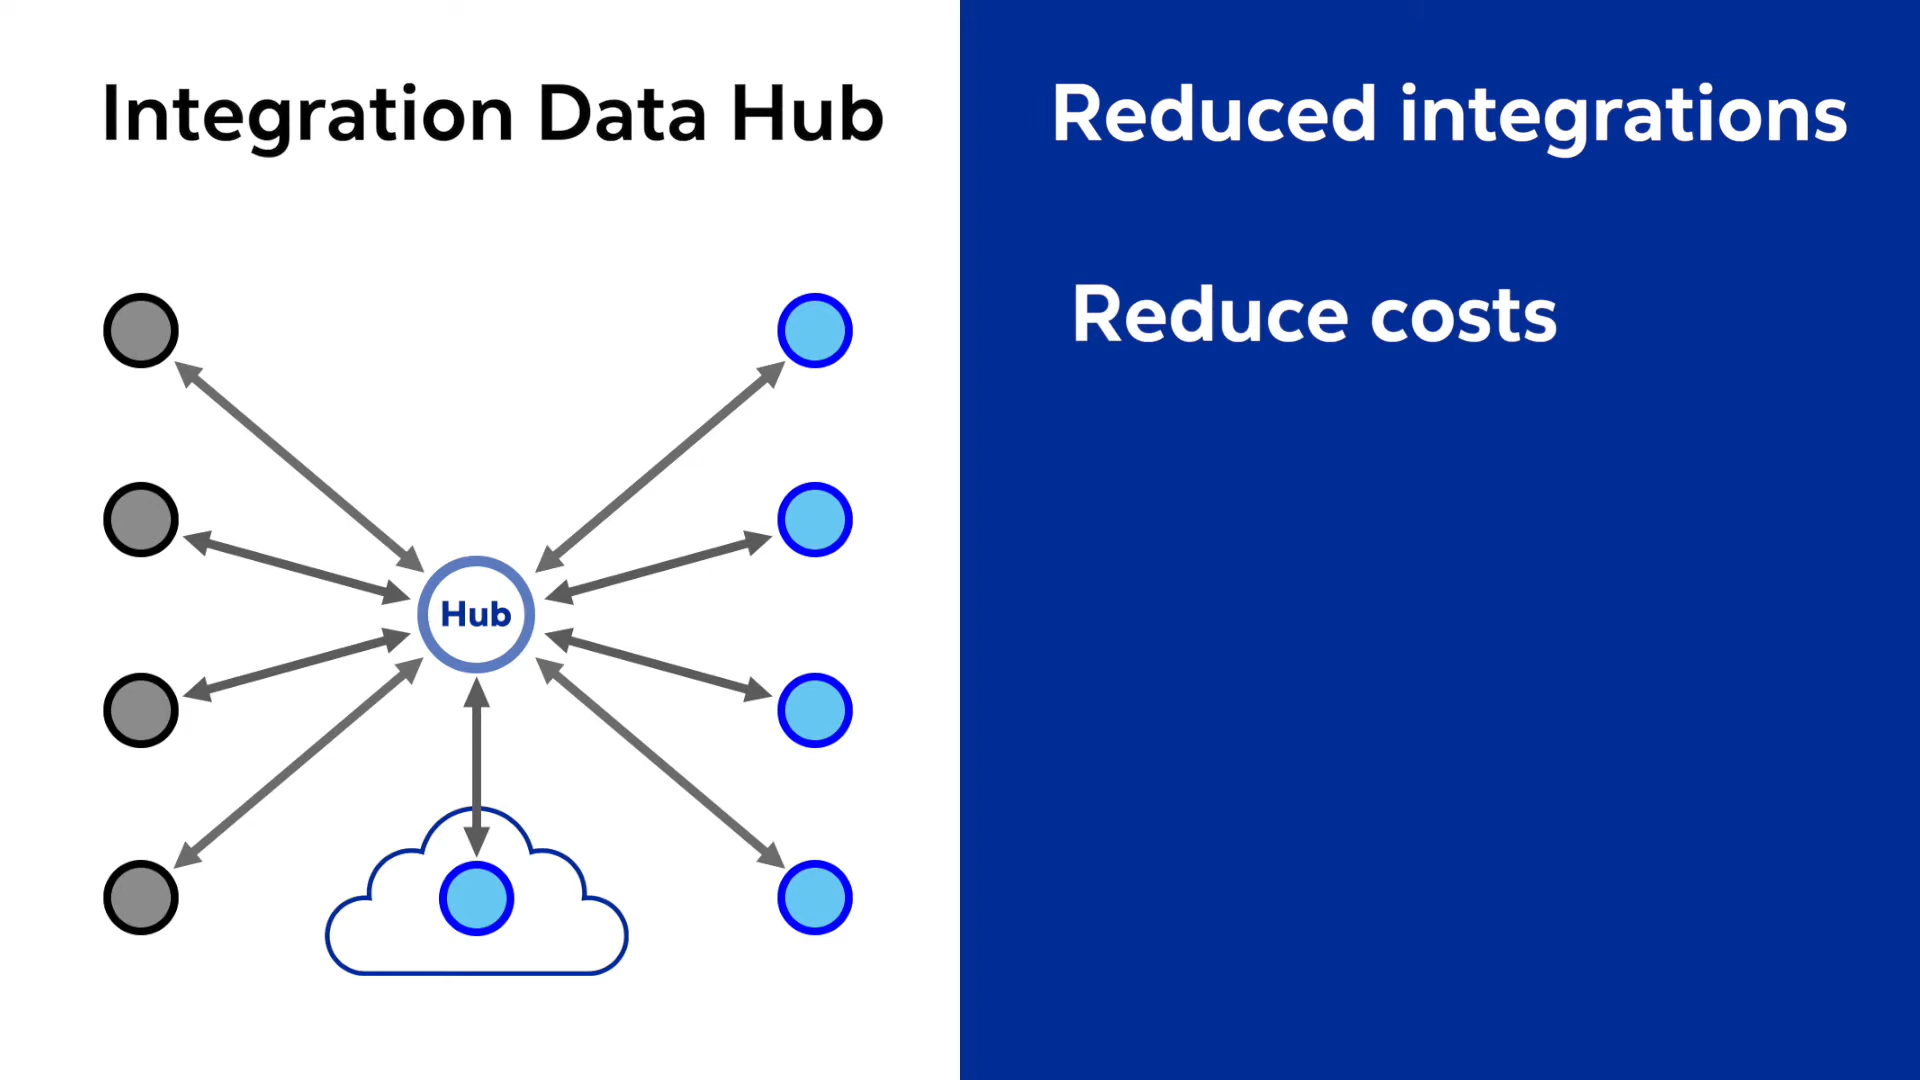 Integration Data Hub
Hub
Reduced integrations
Reduce costs